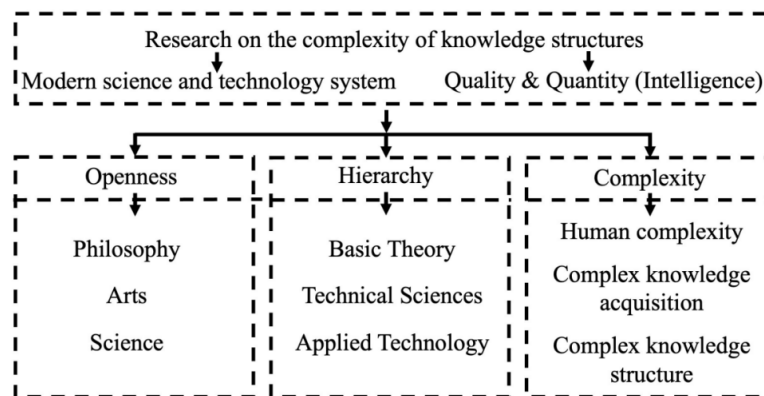 Research on the complexity of knowledge structures
Modern science and technology system
Quality & Quantity (Intelligence)
Openness
Philosophy
Arts
Science
Hierarchy
Basic Theory
Technical Sciences
Applied Technology
Complexity
Human complexity
Complex knowledge
acquisition
Complex knowledge
structure